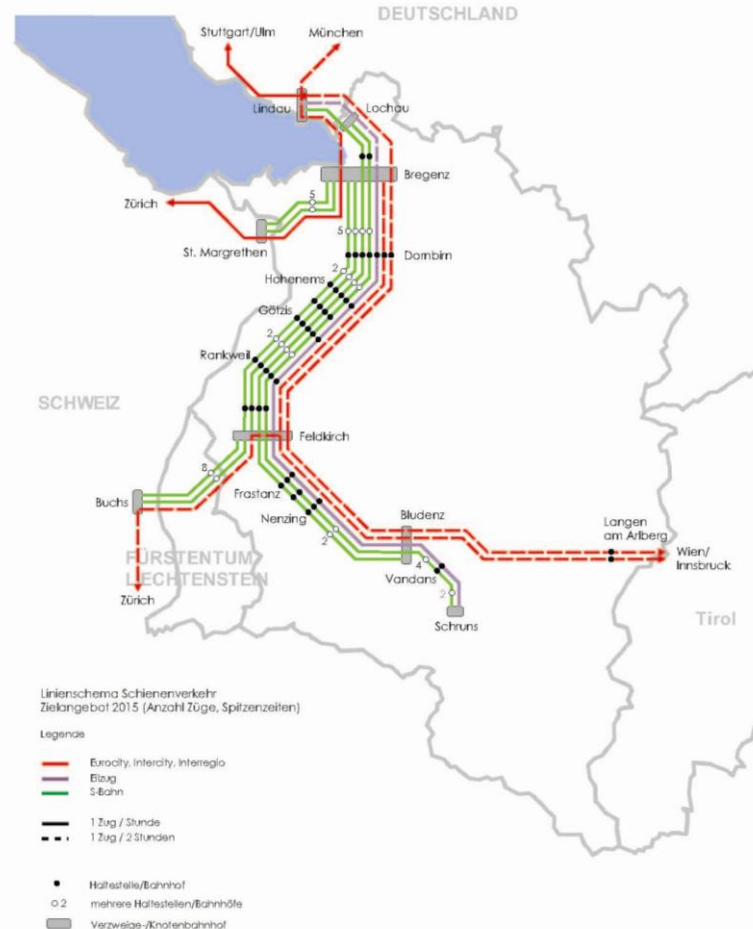 DEUTSCHLAND
Stuttgart/Ulm
München
Lindau
Lochau
Bregenz
Zürich
5
St. Margrethen
5
Dornbirn
2
Hohenems
Götzis
2
Rankweil
SCHWEIZ
Feldkirch
8
Buchs
Frastanz
Nenzing
2
Bludenz
Langen
am Arlberg
Wien/
Innsbruck
FÜRSTENTUM
LIECHTENSTEIN
4
Vandans
2
Zürich
Schruns
Tirol
Linienschema Schienenverkehr
Zielangebot 2015 (Anzahl Züge, Spitzenzeiten)
Legende
Eurocity, Intercity, Interregio
Eilzug
S-Bahn
1 Zug / Stunde
1 Zug / 2 Stunden
Haltestelle/Bahnhof
2 mehrere Haltestellen/Bahnhöfe
Verzweige-/Knotenbahnhof